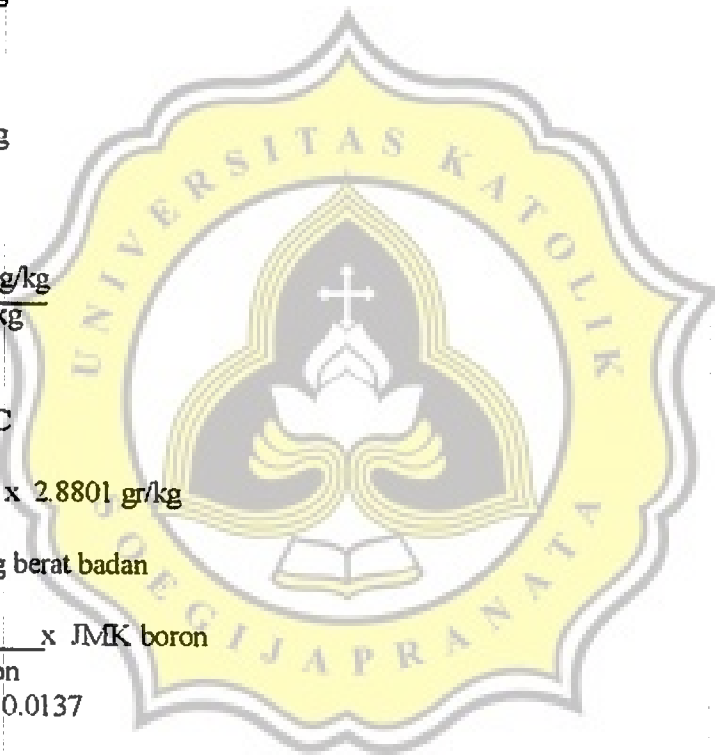 g
g/kg
kg
C
x 2.8801 gr/kg
g berat badan
x JMK boron
on
0.0137
UNIVERSITAS KATOLIK
SOEGIJAPRANATA